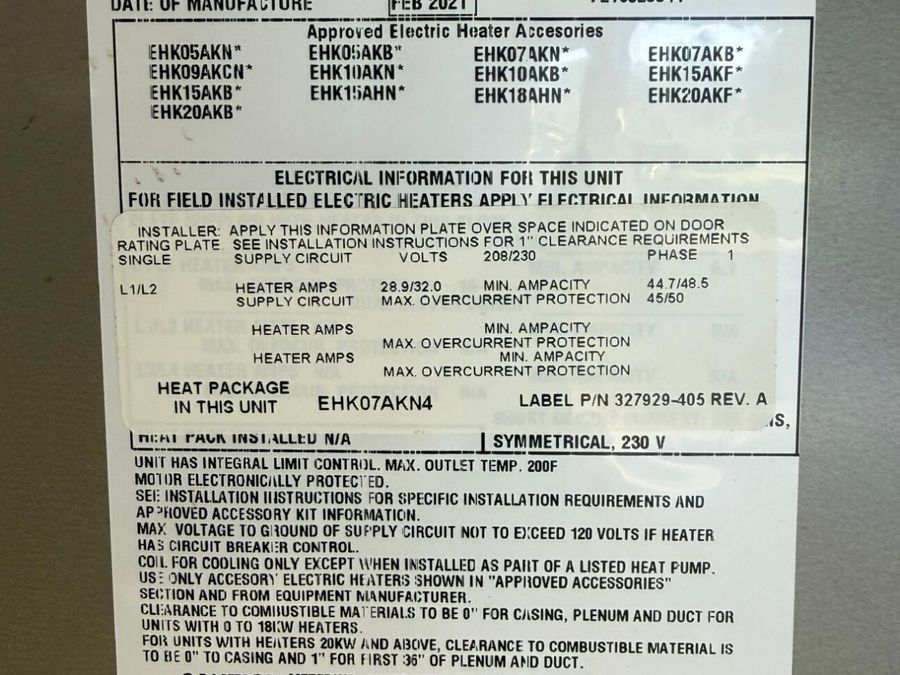 DATE OF MANUFACTURE FEB 2021
Approved Electric Heater Accesories
EHK05AKN* EHK05AKB* EHK07AKN* EHK07AKB*
EHK09AKCN* EHK10AKN* EHK10AKB* EHK15AKF*
EHK15AKB* EHK15AHN* EHK18AHN* EHK20AKF*
EHK20AKB*
ELECTRICAL INFORMATION FOR THIS UNIT
FOR FIELD INSTALLED ELECTRIC HEATERS APPLY ELECTRICAL INFORMATION
INSTALLER: APPLY THIS INFORMATION PLATE OVER SPACE INDICATED ON DOOR
RATING PLATE. SEE INSTALLATION INSTRUCTIONS FOR 1" CLEARANCE REQUIREMENTS
SINGLE SUPPLY CIRCUIT VOLTS 208/230 PHASE 1
L1/L2 HEATER AMPS 28.9/32.0 MIN. AMPACITY 44.7/48.5
SUPPLY CIRCUIT MAX. OVERCURRENT PROTECTION 45/50
HEATER AMPS MIN. AMPACITY
MAX. OVERCURRENT PROTECTION
HEATER AMPS MIN. AMPACITY
MAX. OVERCURRENT PROTECTION
HEAT PACKAGE
IN THIS UNIT EHK07AKN4 LABEL P/N 327929-405 REV. A
HEAT PACK INSTALLED N/A SYMMETRICAL, 230 V
UNIT HAS INTEGRAL LIMIT CONTROL. MAX. OUTLET TEMP. 200F
MOTOR ELECTRONICALLY PROTECTED.
SEE INSTALLATION INSTRUCTIONS FOR SPECIFIC INSTALLATION REQUIREMENTS AND
APPROVED ACCESSORY KIT INFORMATION.
MAX. VOLTAGE TO GROUND OF SUPPLY CIRCUIT NOT TO EXCEED 120 VOLTS IF HEATER
HAS CIRCUIT BREAKER CONTROL.
COIL FOR COOLING ONLY EXCEPT WHEN INSTALLED AS PART OF A LISTED HEAT PUMP.
USE ONLY ACCESORY ELECTRIC HEATERS SHOWN IN "APPROVED ACCESSORIES"
SECTION AND FROM EQUIPMENT MANUFACTURER.
CLEARANCE TO COMBUSTIBLE MATERIALS TO BE 0" FOR CASING, PLENUM AND DUCT FOR
UNITS WITH 0 TO 18KW HEATERS.
FOR UNITS WITH HEATERS 20KW AND ABOVE, CLEARANCE TO COMBUSTIBLE MATERIAL IS
TO BE 0" TO CASING AND 1" FOR FIRST 36" OF PLENUM AND DUCT.